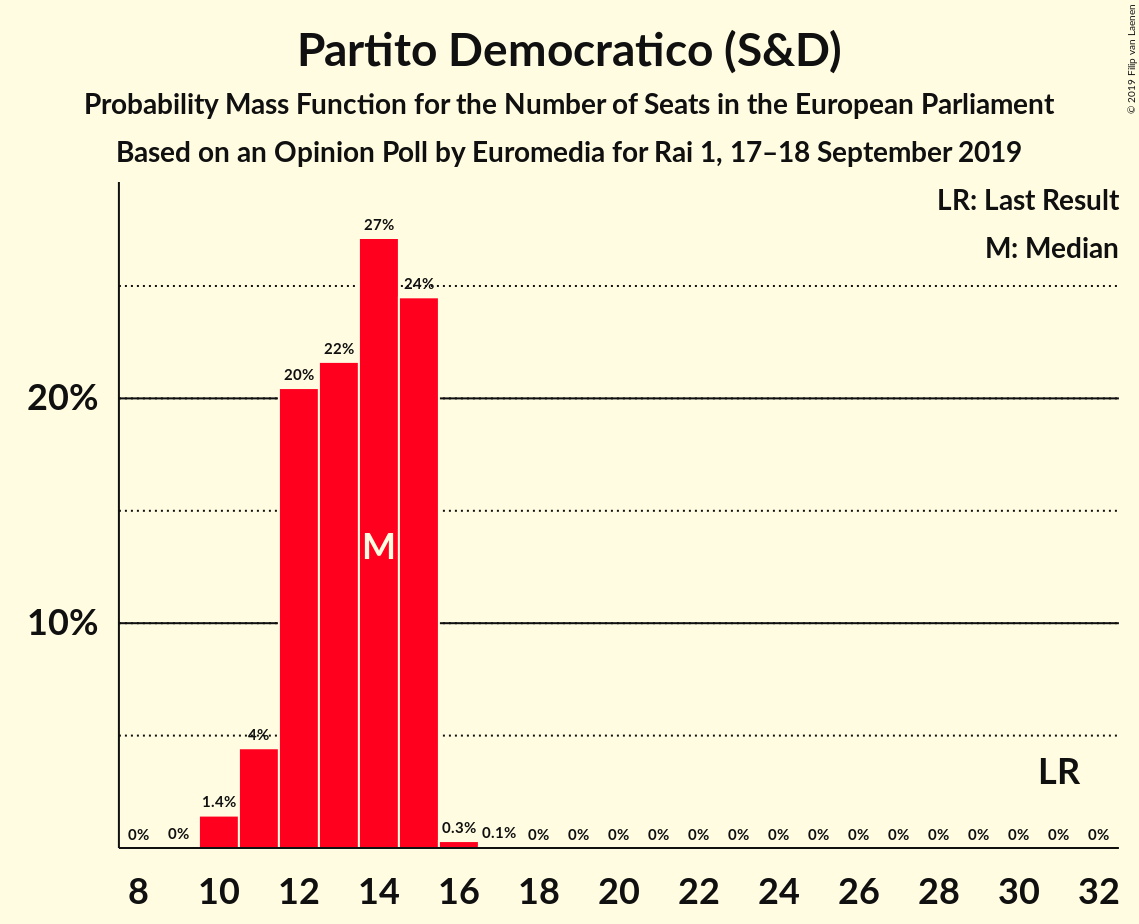 Partito Democratico (S&D)
Probability Mass Function for the Number of Seats in the European Parliament
Based on an Opinion Poll by Euromedia for Rai 1, 17–18 September 2019
© 2019 Filip van Laenen
LR: Last Result
M: Median
27%
24%
22%
20%
20%
M
10%
4%
LR
1.4%
0% 0% 0.3% 0.1% 0% 0% 0% 0% 0% 0% 0% 0% 0% 0% 0% 0% 0% 0% 0%
8 10 12 14 16 18 20 22 24 26 28 30 32